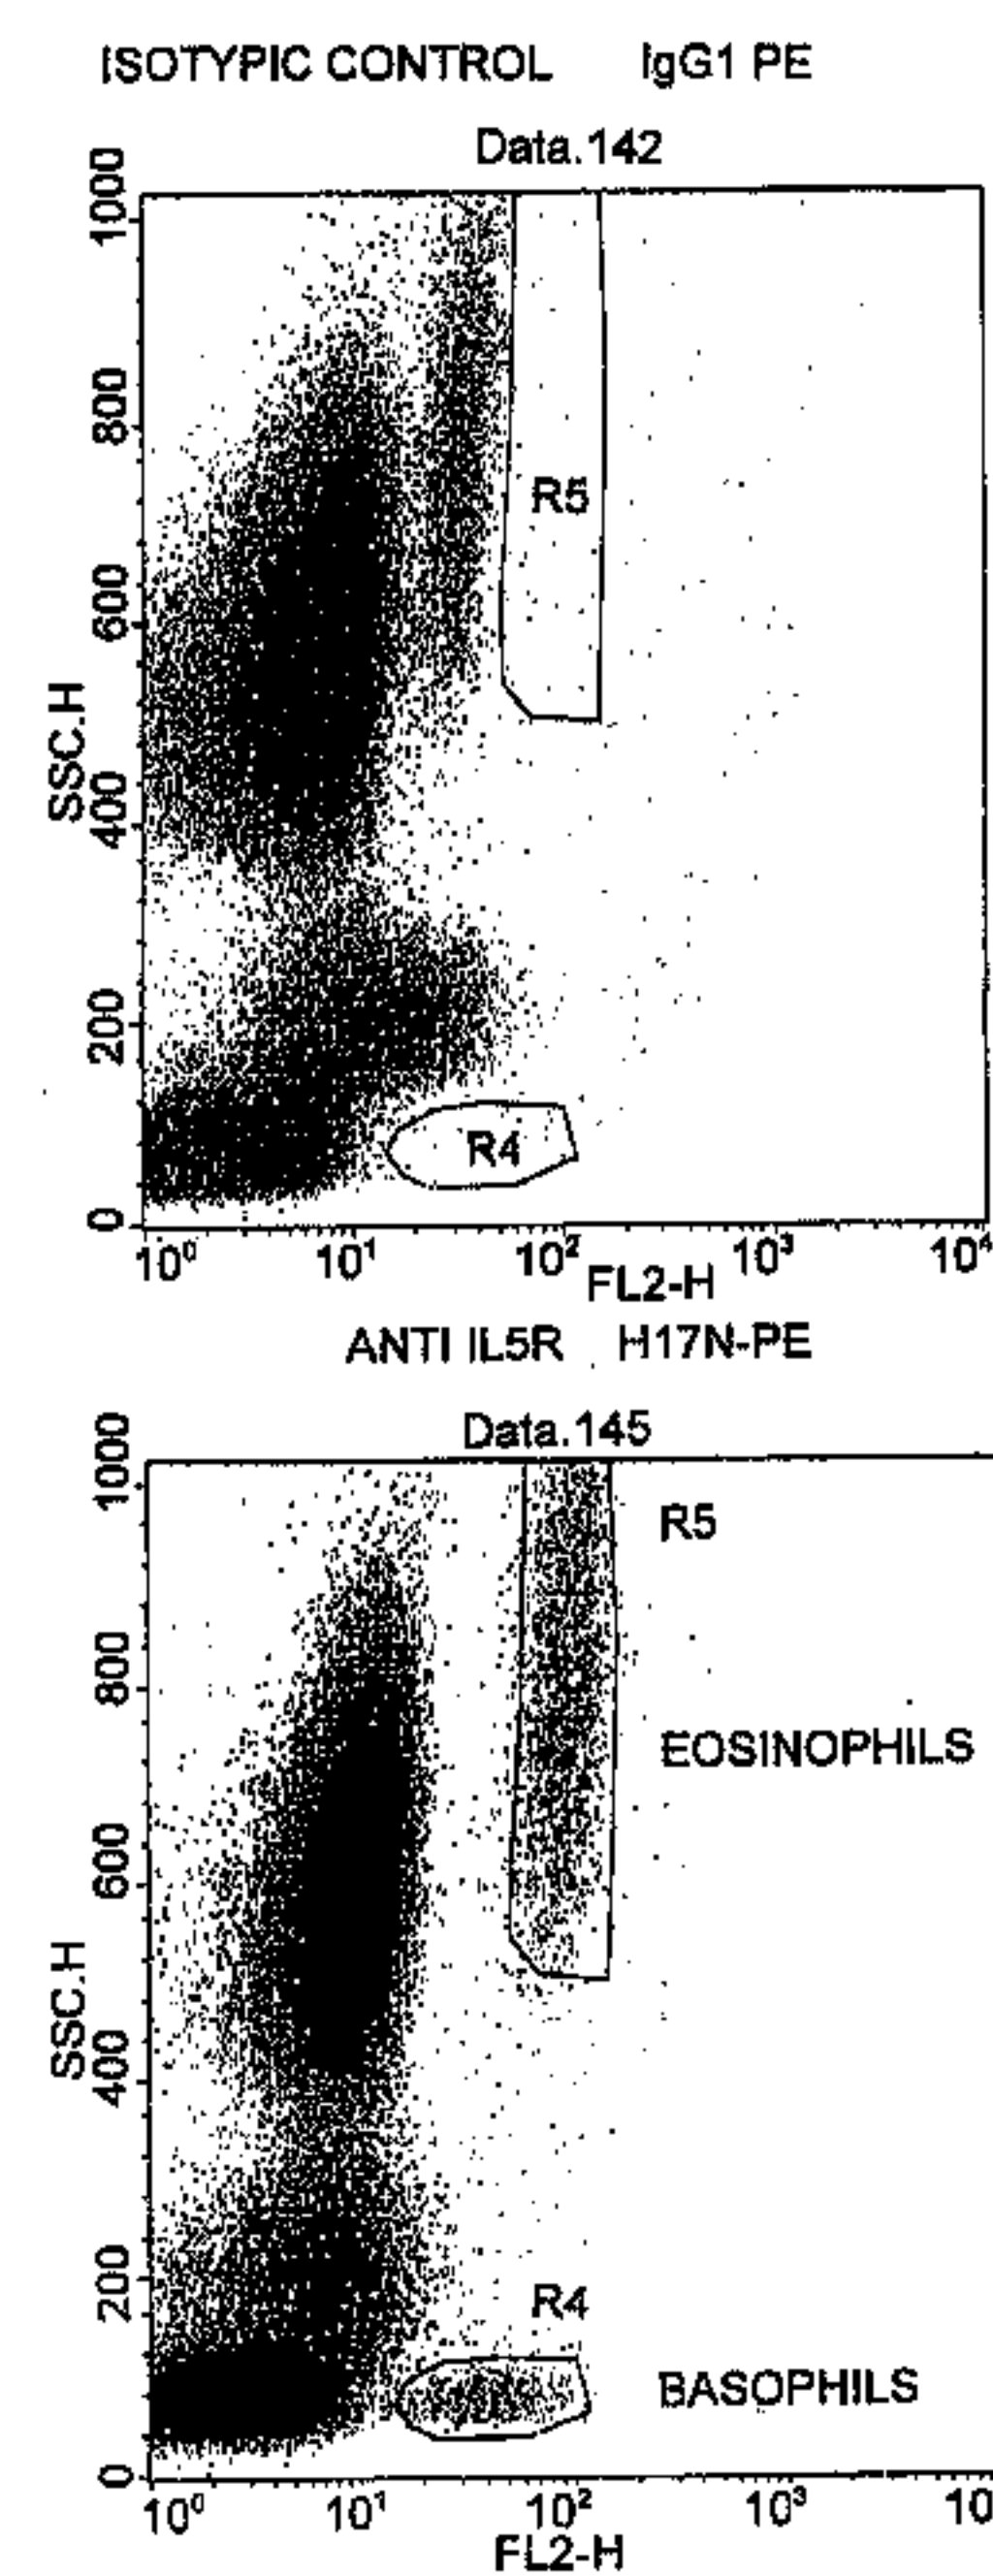 ISOTYPIC CONTROL IgG1 PE
Data.142
1000
800
R5
600
SSC.H
400
200
R4
0
10⁰ 10¹ 10² 10³ 10⁴
FL2-H
ANTI IL5R H17N-PE
Data.145
1000
R5
800
EOSINOPHILS
600
SSC.H
400
200
R4
BASOPHILS
0
10⁰ 10¹ 10² 10³ 10
FL2-H